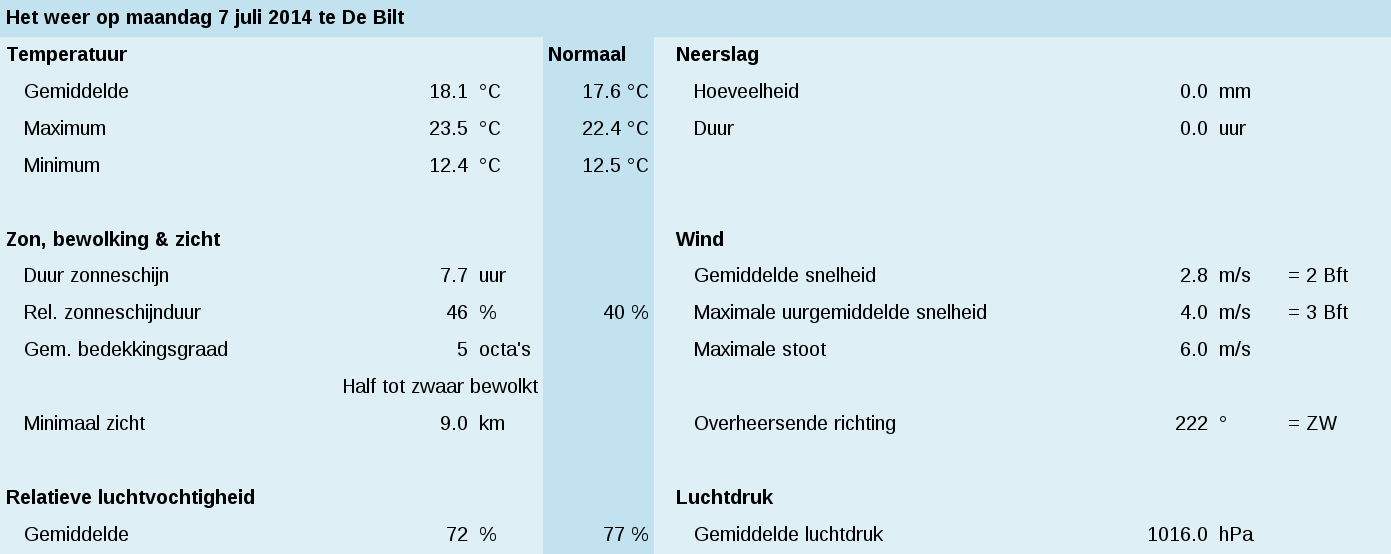 Het weer op maandag 7 juli 2014 te De Bilt
Temperatuur Normaal Neerslag
Gemiddelde 18.1 °C 17.6 °C Hoeveelheid 0.0 mm
Maximum 23.5 °C 22.4 °C Duur 0.0 uur
Minimum 12.4 °C 12.5 °C
Zon, bewolking & zicht Wind
Duur zonneschijn 7.7 uur Gemiddelde snelheid 2.8 m/s = 2 Bft
Rel. zonneschijnduur 46 % 40 % Maximale uurgemiddelde snelheid 4.0 m/s = 3 Bft
Gem. bedekkingsgraad 5 octa's Maximale stoot 6.0 m/s
Half tot zwaar bewolkt
Minimaal zicht 9.0 km Overheersende richting 222 ° = ZW
Relatieve luchtvochtigheid Luchtdruk
Gemiddelde 72 % 77 % Gemiddelde luchtdruk 1016.0 hPa